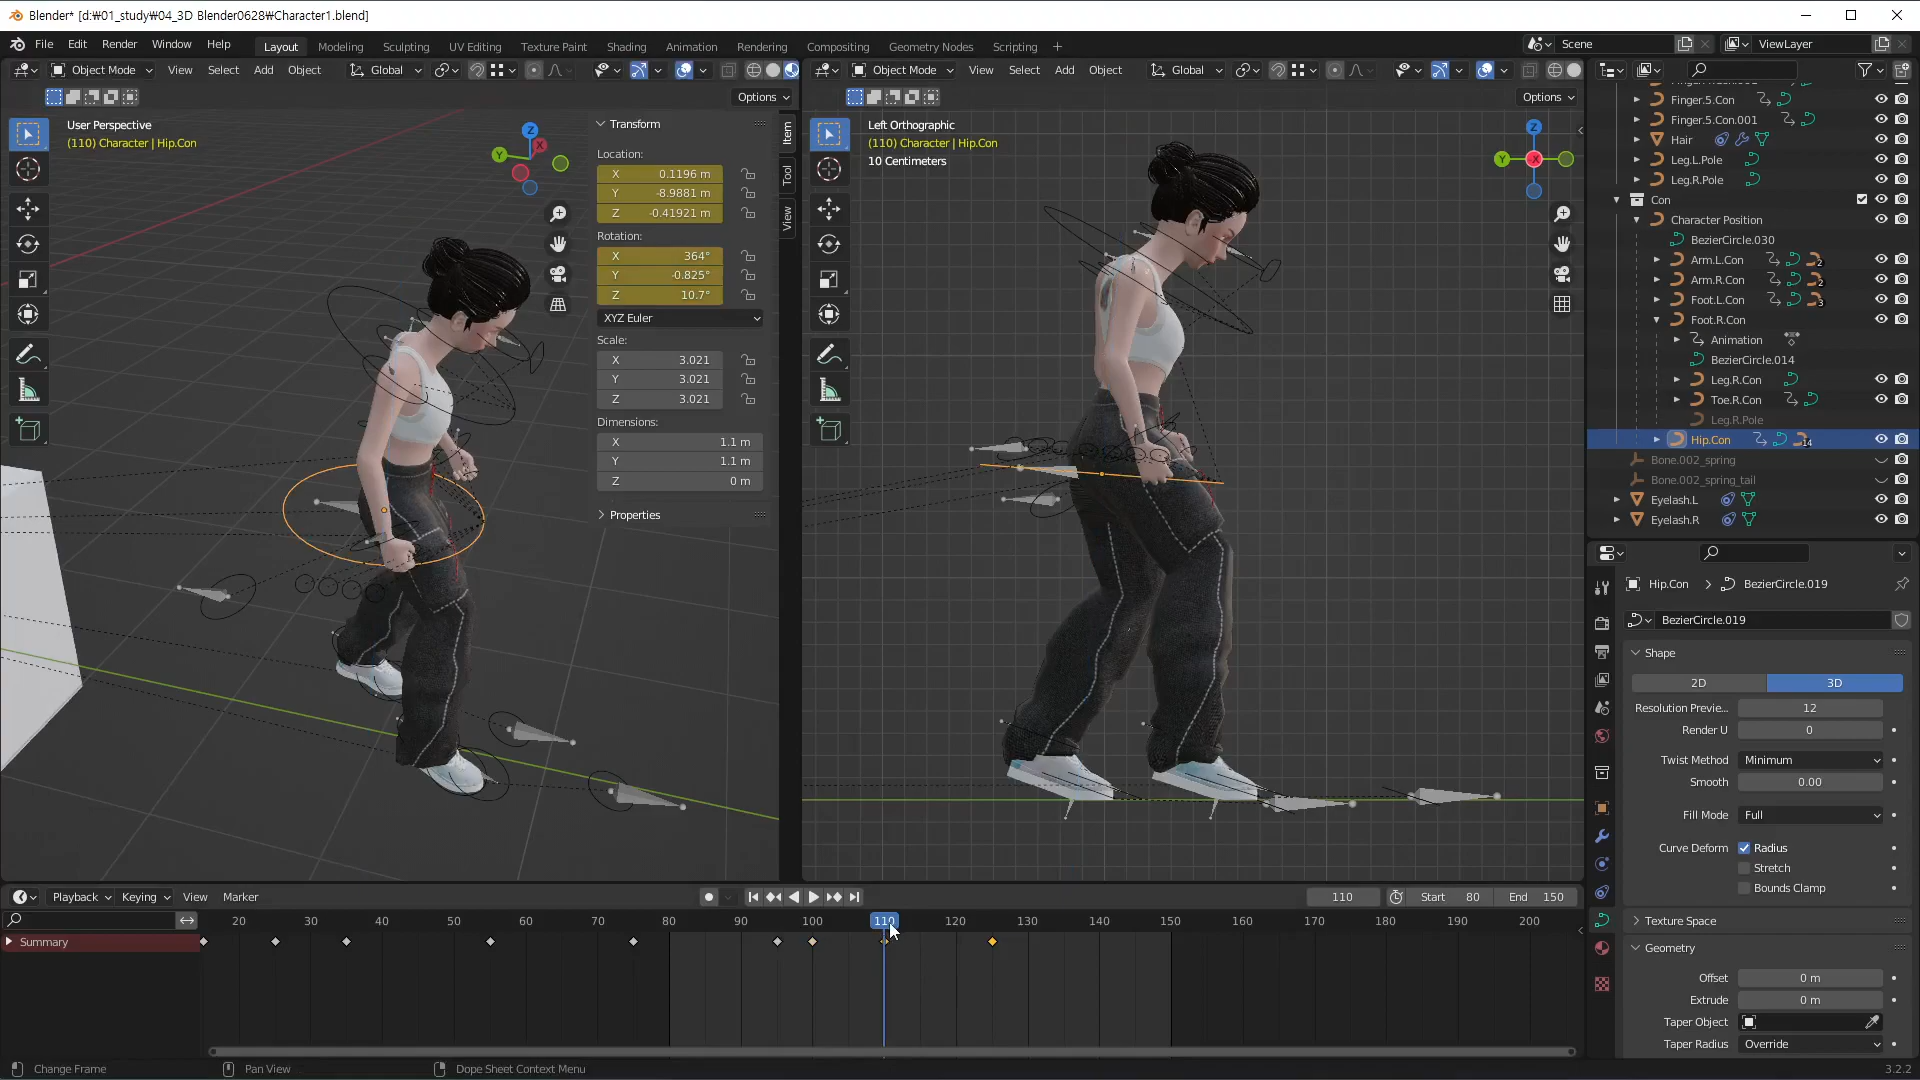 Blender* [d:₩01_study₩04_3D Blender0628₩Character1.blend]
File Edit Render Window Help
Layout Modeling Sculpting UV Editing Texture Paint Shading Animation Rendering Compositing Geometry Nodes Scripting +
Scene
ViewLayer
Object Mode View Select Add Object Global
Object Mode View Select Add Object Global
Options
Options
User Perspective
(110) Character | Hip.Con
Left Orthographic
(110) Character | Hip.Con
10 Centimeters
Z
X
Y
Z
Y
-X
Transform
Location:
X 0.1196 m
Y -8.9881 m
Z -0.41921 m
Rotation:
X 364°
Y -0.825°
Z 10.7°
XYZ Euler
Scale:
X 3.021
Y 3.021
Z 3.021
Dimensions:
X 1.1 m
Y 1.1 m
Z 0 m
Properties
Item
Tool
View
Finger.5.Con
Finger.5.Con.001
Hair
Leg.L.Pole
Leg.R.Pole
Con
Character Position
BezierCircle.030
Arm.L.Con 2
Arm.R.Con 2
Foot.L.Con 3
Foot.R.Con
Animation
BezierCircle.014
Leg.R.Con
Toe.R.Con
Leg.R.Pole
Hip.Con 14
Bone.002_spring
Bone.002_spring_tail
Eyelash.L
Eyelash.R
Hip.Con > BezierCircle.019
BezierCircle.019
Shape
2D 3D
Resolution Previe... 12
Render U 0
Twist Method Minimum
Smooth 0.00
Fill Mode Full
Curve Deform Radius
Stretch
Bounds Clamp
Texture Space
Geometry
Offset 0 m
Extrude 0 m
Taper Object
Taper Radius Override
Playback Keying View Marker
110 Start 80 End 150
20 30 40 50 60 70 80 90 100 110 120 130 140 150 160 170 180 190 200
Summary
Change Frame Pan View Dope Sheet Context Menu
3.2.2